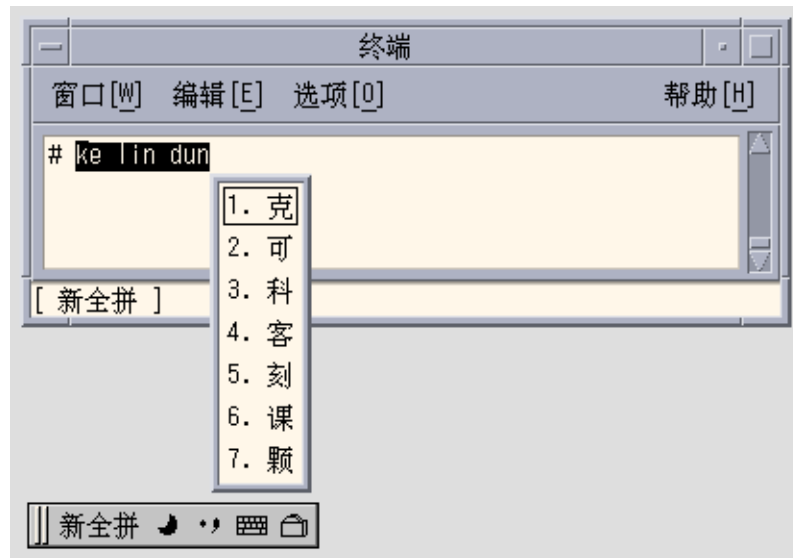 终端
窗口[W] 编辑[E] 选项[O] 帮助[H]
# ke lin dun
1. 克
2. 可
3. 科
4. 客
5. 刻
6. 课
7. 颗
[ 新全拼 ]
新全拼